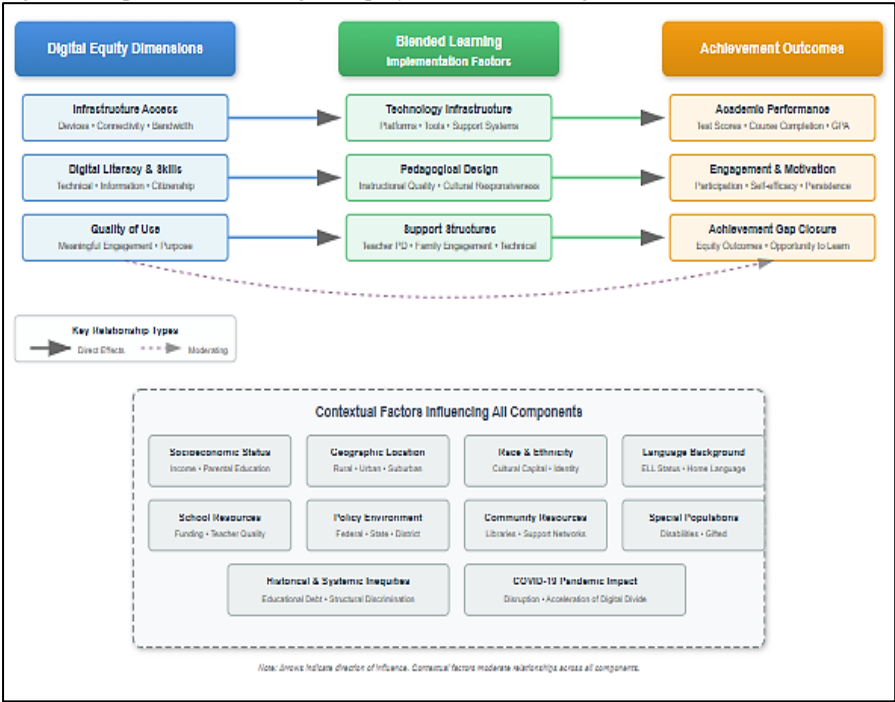 Digital Equity Dimensions
Blended Learning
Implementation Factors
Achievement Outcomes
Infrastructure Access
Devices • Connectivity • Bandwidth
Technology Infrastructure
Platforms • Tools • Support Systems
Academic Performance
Test Scores • Course Completion • GPA
Digital Literacy & Skills
Technical • Information • Citizenship
Pedagogical Design
Instructional Quality • Cultural Responsiveness
Engagement & Motivation
Participation • Self-efficacy • Persistence
Quality of Use
Meaningful Engagement • Purpose
Support Structures
Teacher PD • Family Engagement • Technical
Achievement Gap Closure
Equity Outcomes • Opportunity to Learn
Key Relationship Types
Direct Effects
Moderating
Contextual Factors Influencing All Components
Socioeconomic Status
Income • Parental Education
Geographic Location
Rural • Urban • Suburban
Race & Ethnicity
Cultural Capital • Identity
Language Background
ELL Status • Home Language
School Resources
Funding • Teacher Quality
Policy Environment
Federal • State • District
Community Resources
Libraries • Support Networks
Special Populations
Disabilities • Gifted
Historical & Systemic Inequities
Educational Debt • Structural Discrimination
COVID-19 Pandemic Impact
Disruption • Acceleration of Digital Divide
Note: Arrows indicate direction of influence. Contextual factors moderate relationships across all components.